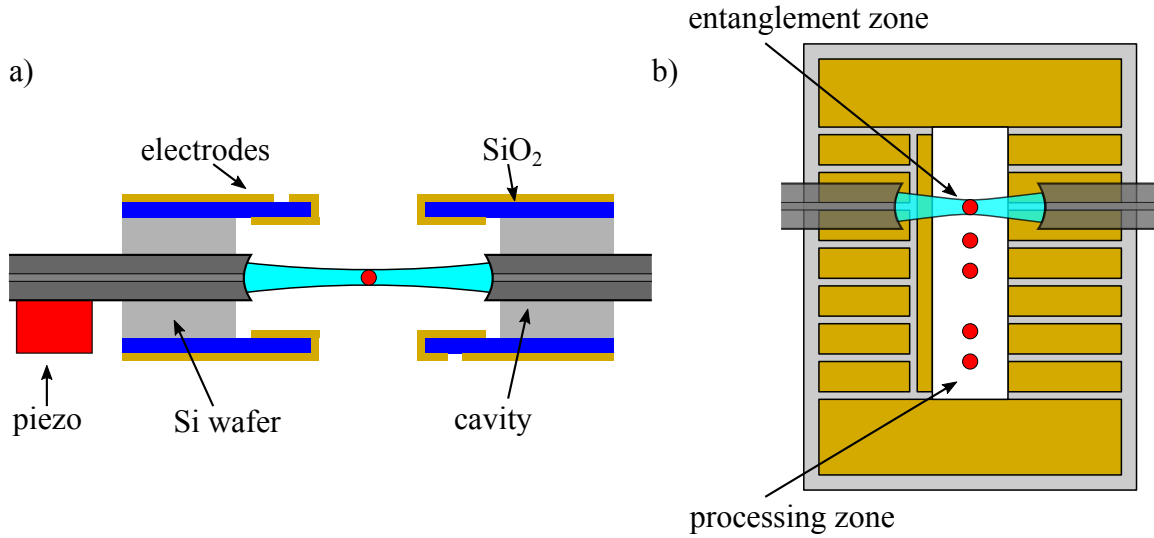 a)
electrodes
SiO₂
piezo
Si wafer
cavity
b)
entanglement zone
processing zone